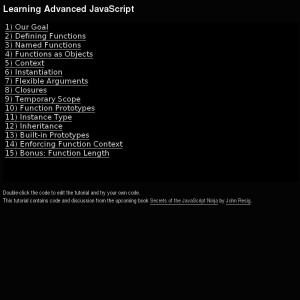 Learning Advanced JavaScript
1) Our Goal
2) Defining Functions
3) Named Functions
4) Functions as Objects
5) Context
6) Instantiation
7) Flexible Arguments
8) Closures
9) Temporary Scope
10) Function Prototypes
11) Instance Type
12) Inheritance
13) Built-in Prototypes
14) Enforcing Function Context
15) Bonus: Function Length
Double-click the code to edit the tutorial and try your own code.
This tutorial contains code and discussion from the upcoming book Secrets of the JavaScript Ninja by John Resig.